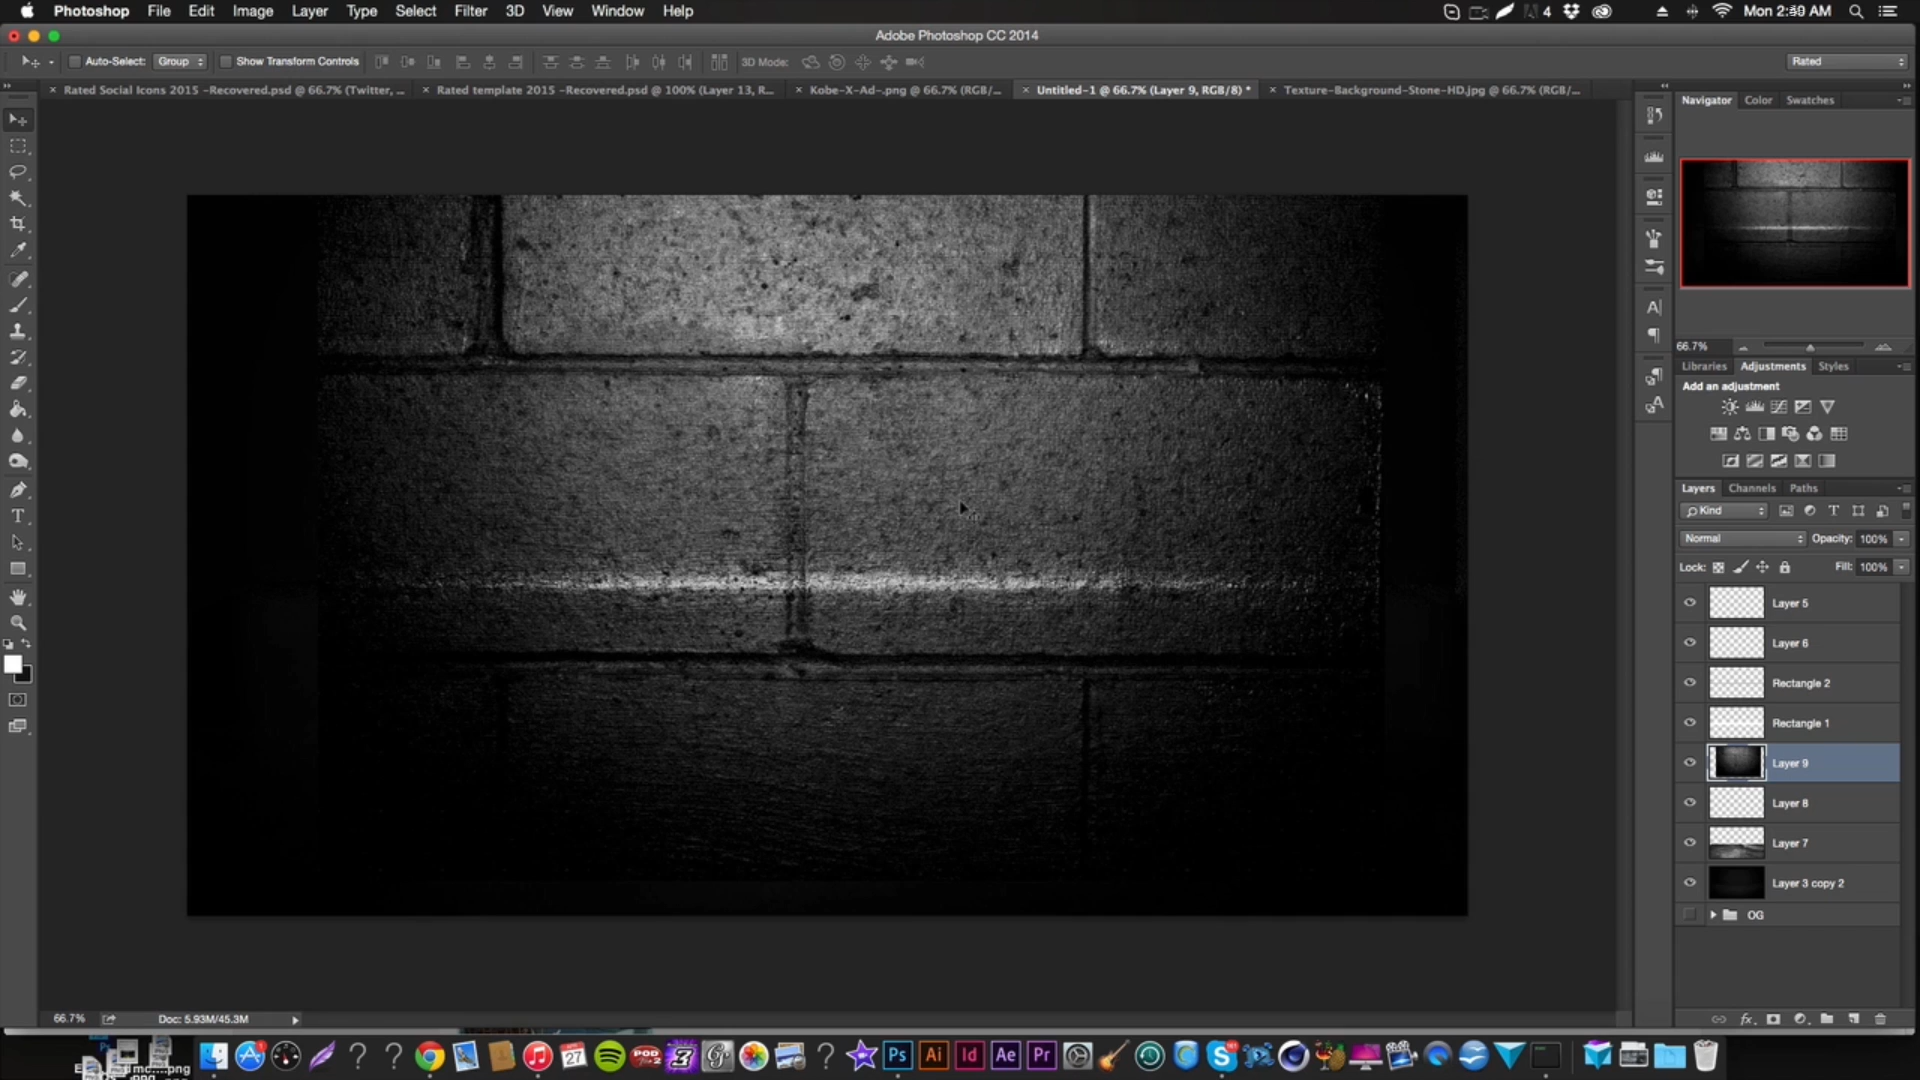 Photoshop File Edit Image Layer Type Select Filter 3D View Window Help 4 Mon 2:30 AM
Adobe Photoshop CC 2014
Auto-Select: Group Show Transform Controls 3D Mode: Rated
Rated Social Icons 2015 -Recovered.psd @ 66.7% (Twitter, ... Rated template 2015 -Recovered.psd @ 100% (Layer 13, R... Kobe-X-Ad-.png @ 66.7% (RGB/... Untitled-1 @ 66.7% (Layer 9, RGB/8) * Texture-Background-Stone-HD.jpg @ 66.7% (RGB/...
Navigator Color Swatches
66.7%
Libraries Adjustments Styles
Add an adjustment
Layers Channels Paths
Kind
Normal Opacity: 100%
Lock: Fill: 100%
Layer 5
Layer 6
Rectangle 2
Rectangle 1
Layer 9
Layer 8
Layer 7
Layer 3 copy 2
OG
66.7% Doc: 5.93M/45.3M
27 POD Ps Ai Id Ae Pr